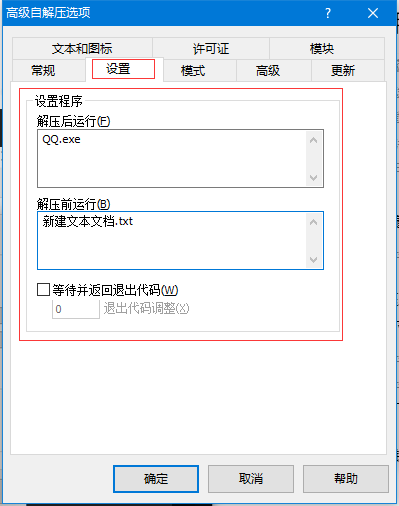 高级自解压选项
?
文本和图标 许可证 模块
常规 设置 模式 高级 更新
设置程序
解压后运行(F)
QQ.exe
解压前运行(B)
新建文本文档.txt
等待并返回退出代码(W)
0 退出代码调整(X)
确定 取消 帮助